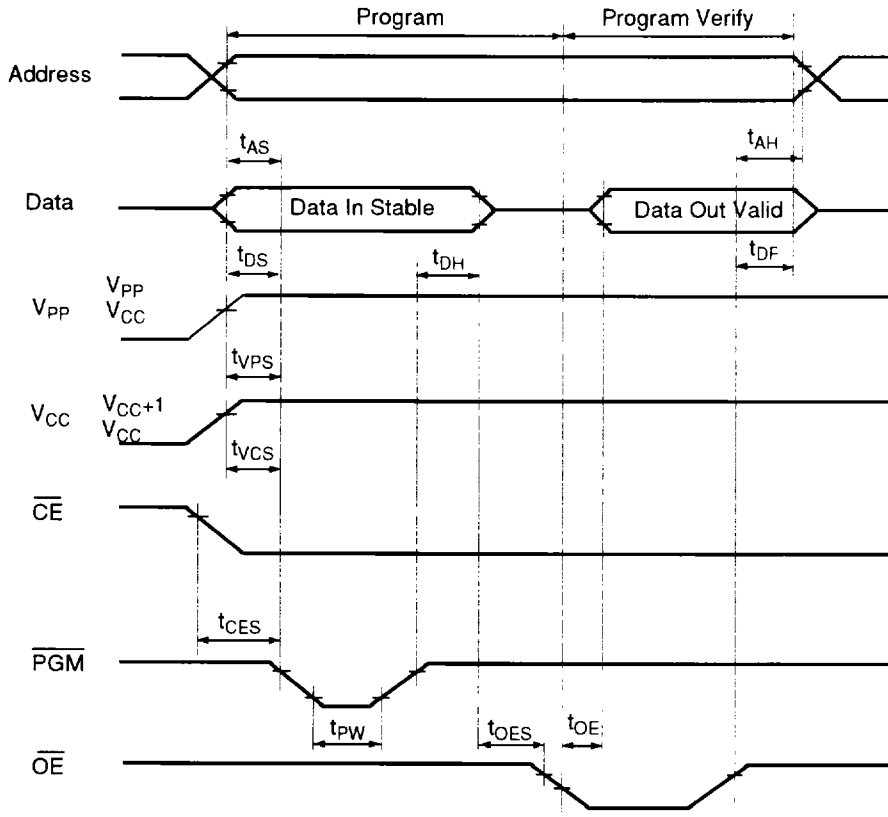 Program Program Verify
Address
tAS tAH
Data Data In Stable Data Out Valid
tDS tDH tDF
VPP VPP
VCC
tVPS
VCC VCC+1
VCC
tVCS
CE
tCES
PGM
tPW tOES tOE
OE